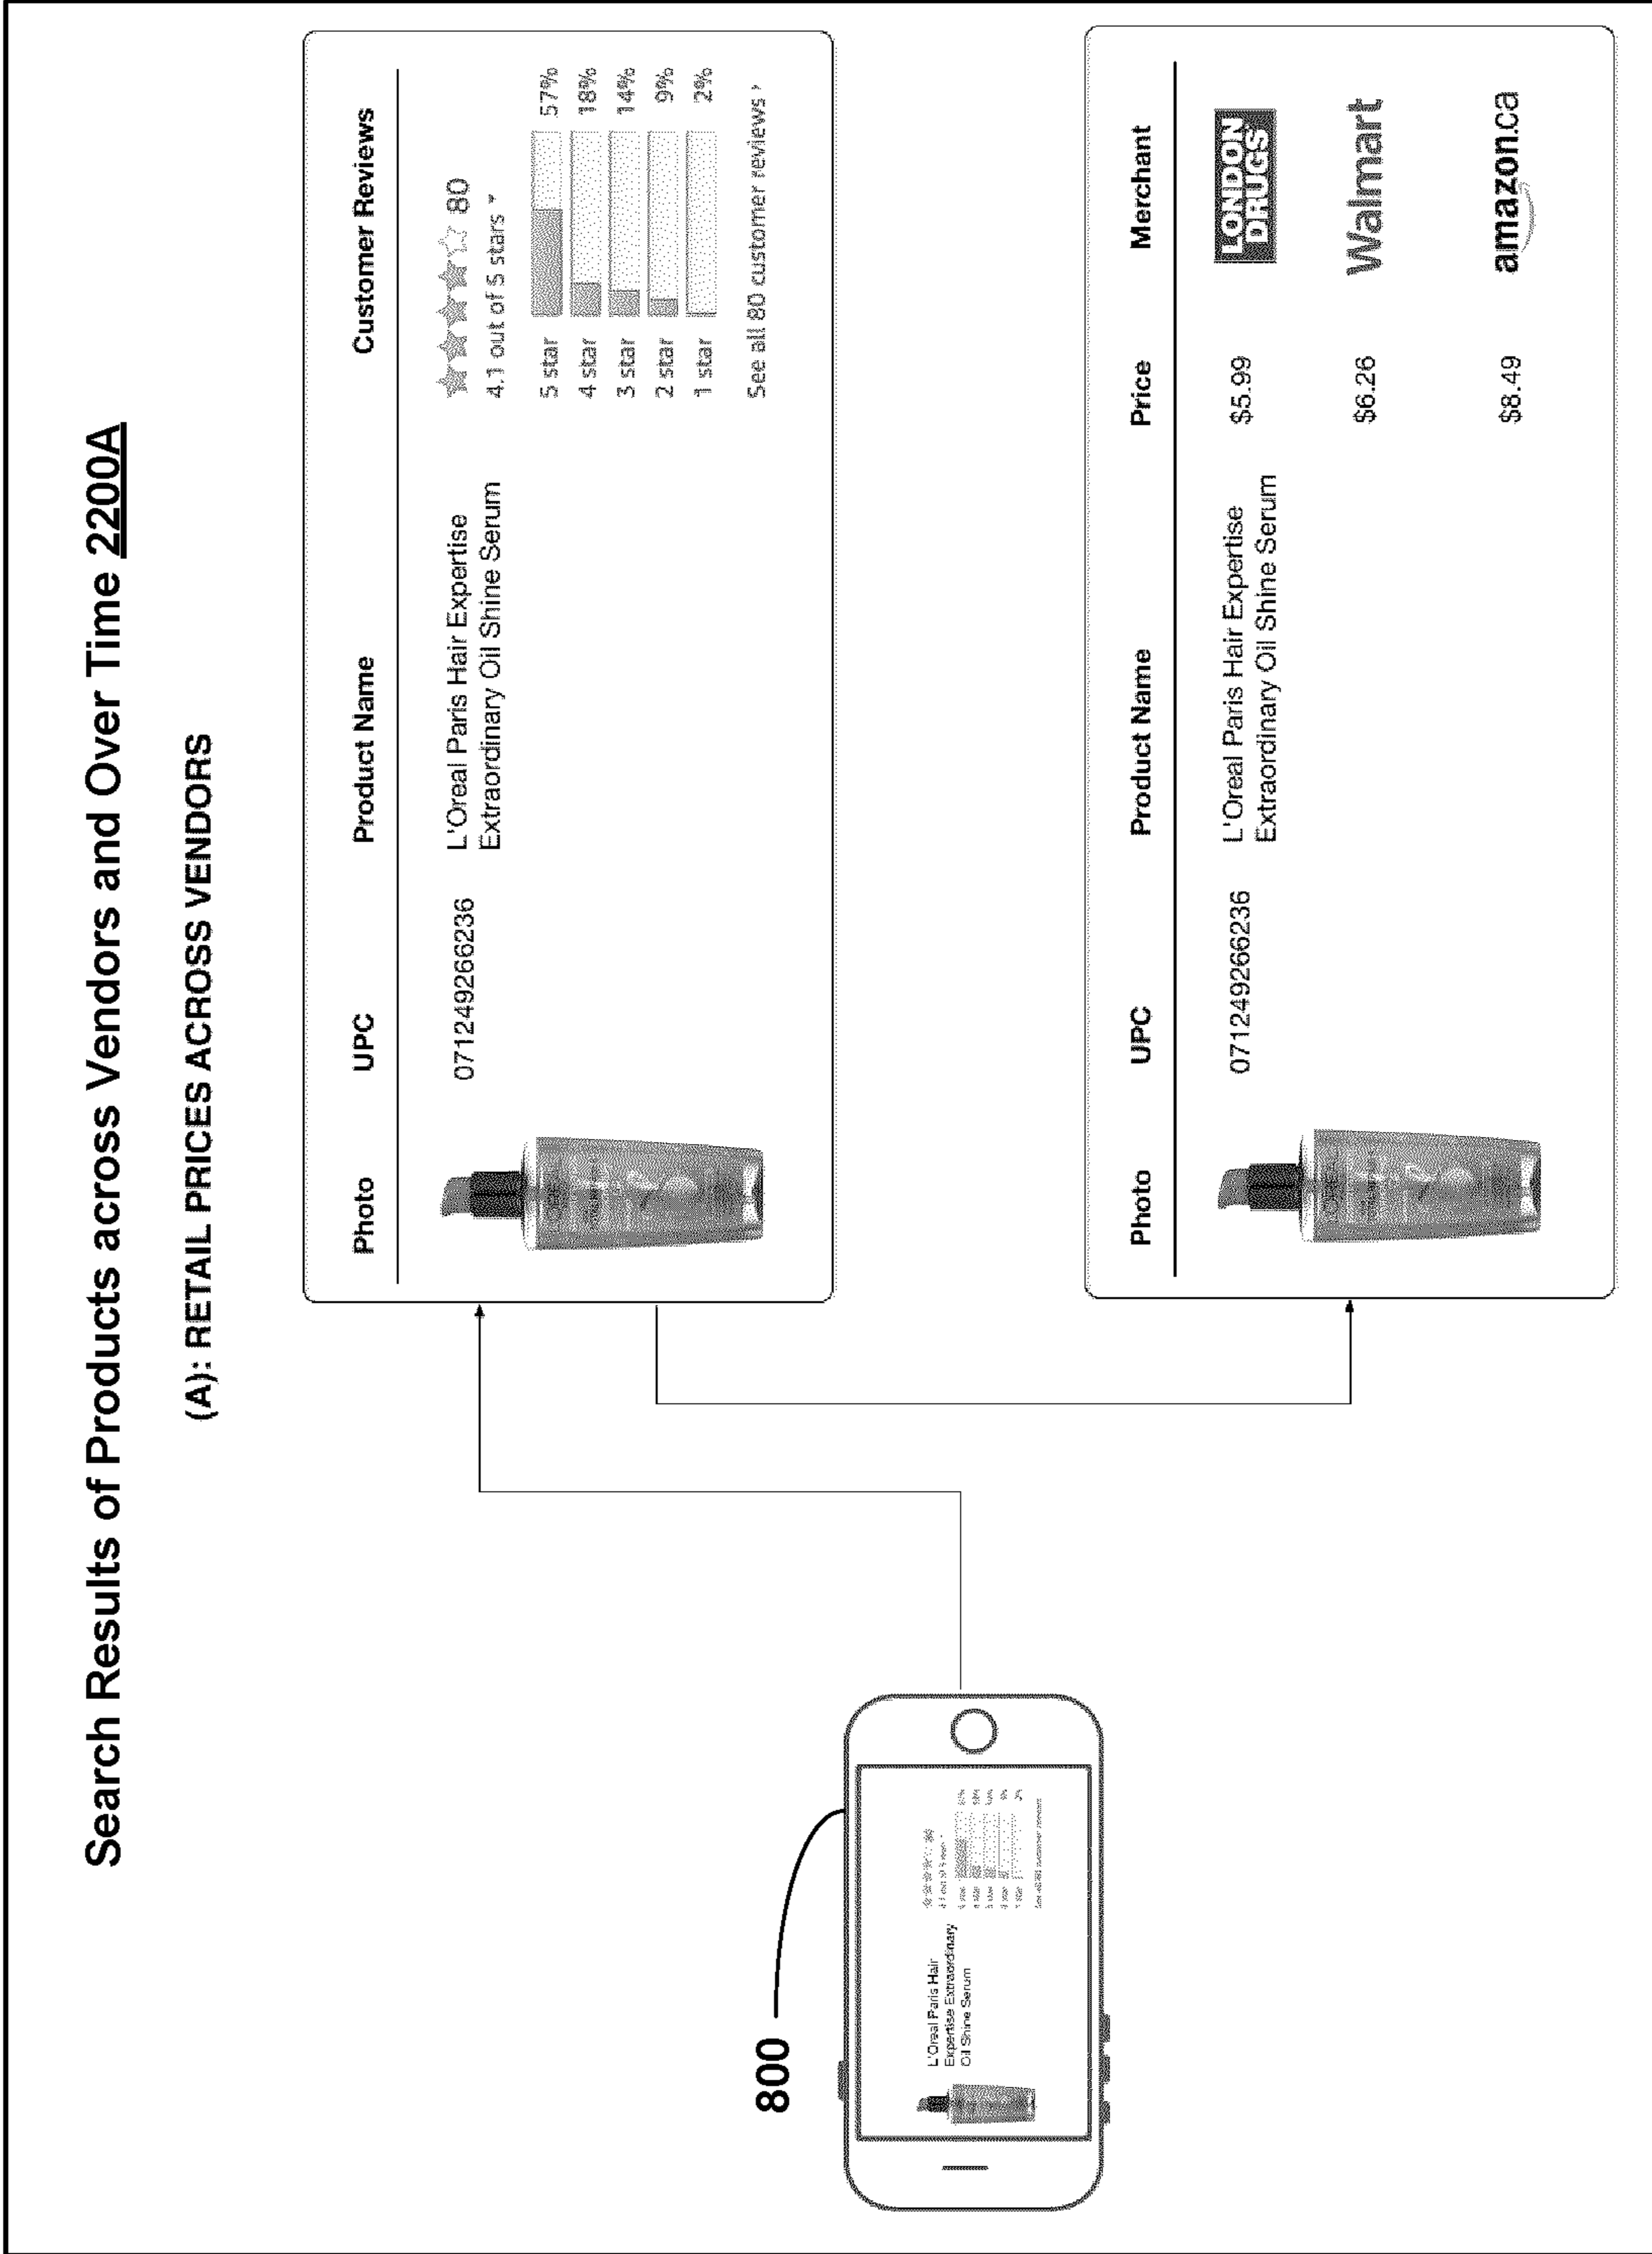 Search Results of Products across Vendors and Over Time 2200A
(A): RETAIL PRICES ACROSS VENDORS
800
L'Oreal Paris Hair
Expertise Extraordinary
Oil Shine Serum
Photo UPC Product Name Customer Reviews
071249266236
L'Oreal Paris Hair Expertise
Extraordinary Oil Shine Serum
80
4.1 out of 5 stars
5 star 57%
4 star 18%
3 star 14%
2 star 9%
1 star 2%
See all 80 customer reviews ›
Photo UPC Product Name Price Merchant
071249266236
L'Oreal Paris Hair Expertise
Extraordinary Oil Shine Serum
$5.99 LONDON
DRUGS
$6.26 Walmart
$8.49 amazon.ca